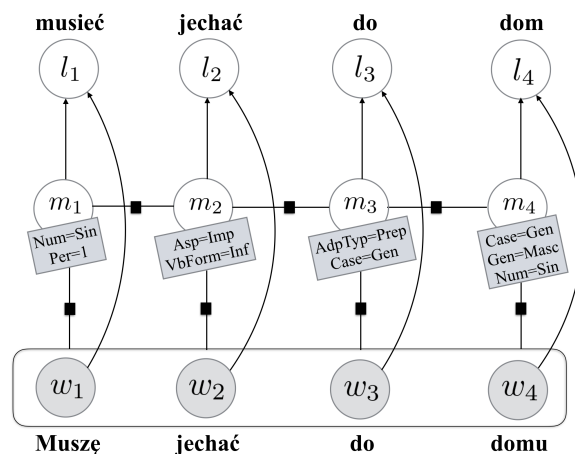 musieć jechać do dom
l1 l2 l3 l4
m1 m2 m3 m4
Num=Sin
Per=1
Asp=Imp
VbForm=Inf
AdpTyp=Prep
Case=Gen
Case=Gen
Gen=Masc
Num=Sin
w1 w2 w3 w4
Muszę jechać do domu